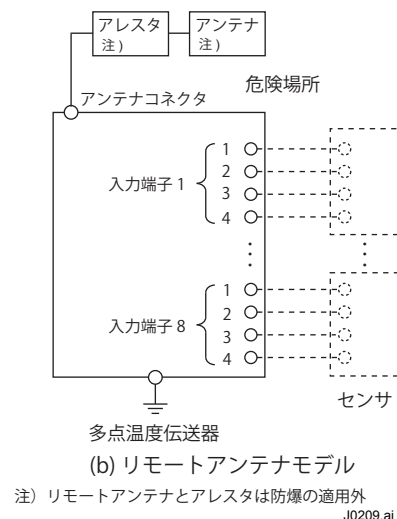 アレスタ
注）
アンテナ
注）
危険場所
アンテナコネクタ
入力端子 1
1
2
3
4
入力端子 8
1
2
3
4
センサ
多点温度伝送器
(b) リモートアンテナモデル
注）リモートアンテナとアレスタは防爆の適用外
J0209.ai